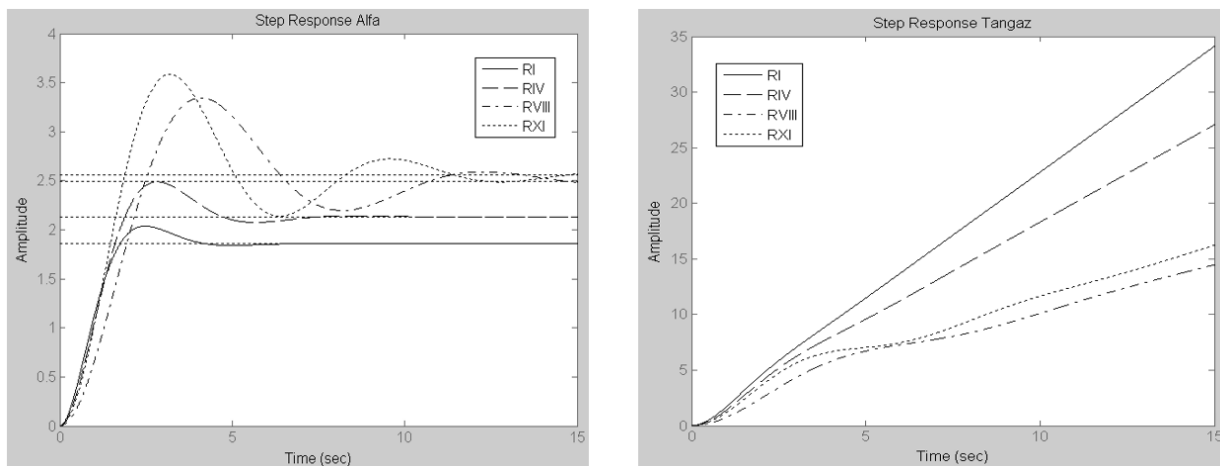 Step Response Alfa
4
3.5
3
2.5
2
1.5
1
0.5
0
Amplitude
RI
RIV
RVIII
RXI
0
5
10
15
Time (sec)
Step Response Tangaz
35
30
25
20
15
10
5
0
Amplitude
RI
RIV
RVIII
RXI
0
5
10
15
Time (sec)